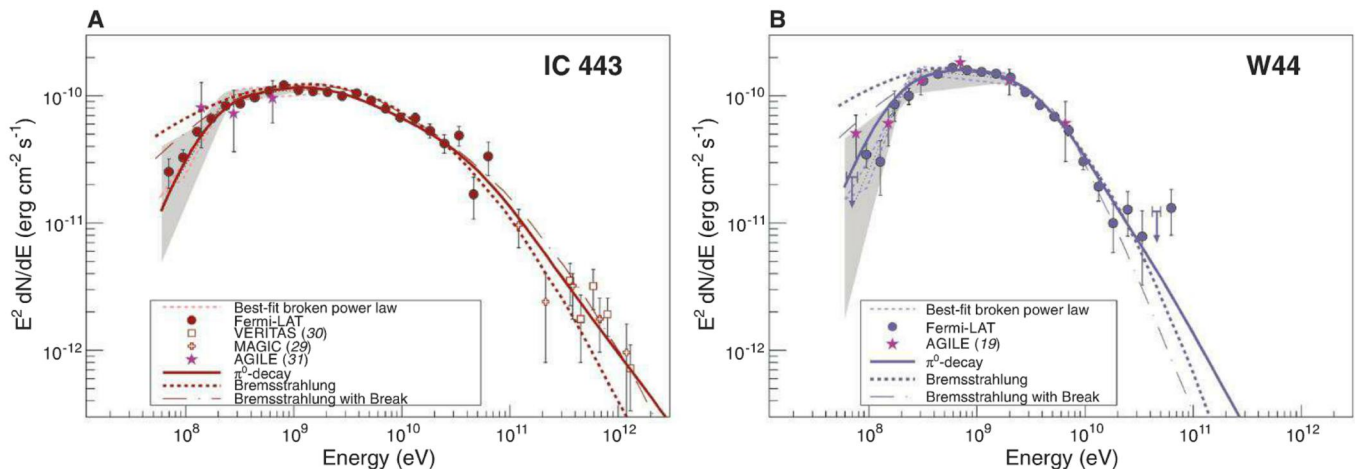 A
IC 443
E² dN/dE (erg cm⁻² s⁻¹)
10⁻¹⁰
10⁻¹¹
10⁻¹²
Best-fit broken power law
Fermi-LAT
VERITAS (30)
MAGIC (29)
AGILE (31)
π⁰-decay
Bremsstrahlung
Bremsstrahlung with Break
10⁸ 10⁹ 10¹⁰ 10¹¹ 10¹²
Energy (eV)
B
W44
E² dN/dE (erg cm⁻² s⁻¹)
10⁻¹⁰
10⁻¹¹
10⁻¹²
Best-fit broken power law
Fermi-LAT
AGILE (19)
π⁰-decay
Bremsstrahlung
Bremsstrahlung with Break
10⁸ 10⁹ 10¹⁰ 10¹¹ 10¹²
Energy (eV)